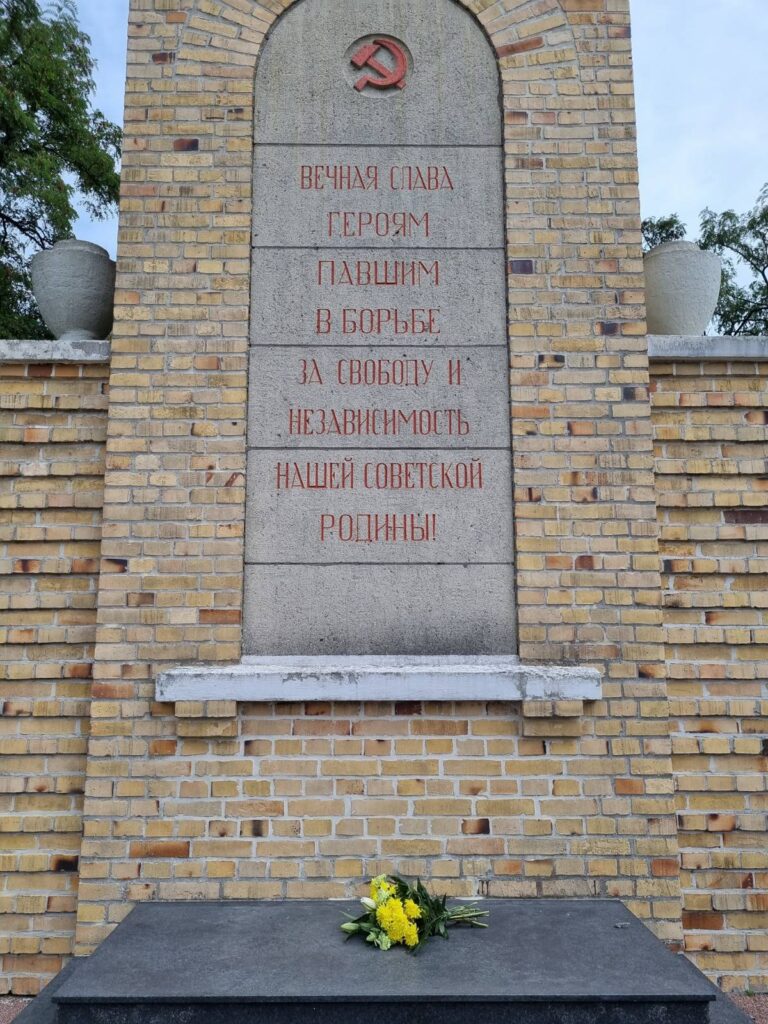 ВЕЧНАЯ СЛАВА
ГЕРОЯМ
ПАВШИМ
В БОРЬБЕ
ЗА СВОБОДУ И
НЕЗАВИСИМОСТЬ
НАШЕЙ СОВЕТСКОЙ
РОДИНЫ!